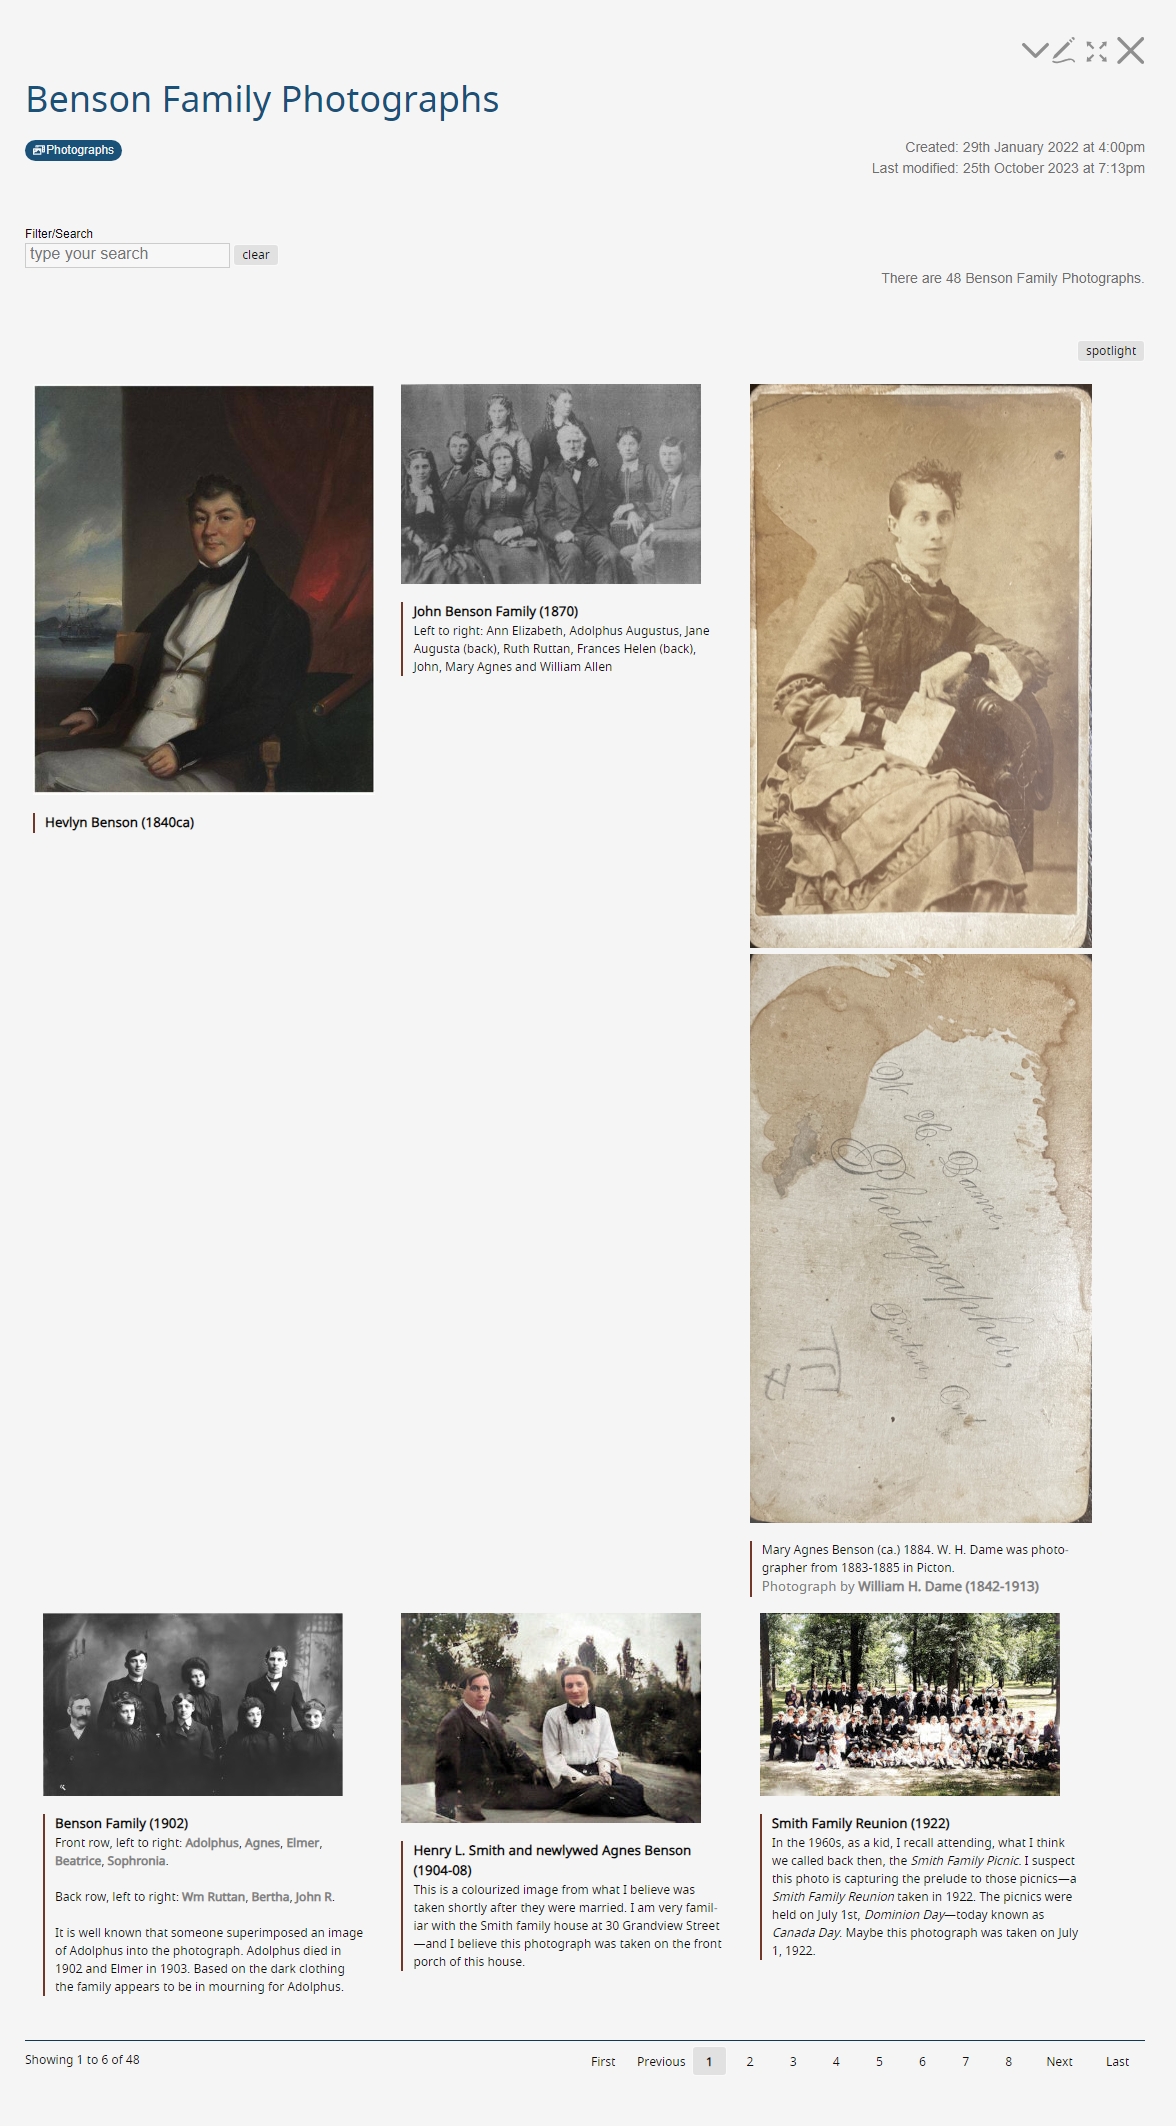 Benson Family Photographs
Photographs
Created: 29th January 2022 at 4:00pm
Last modified: 25th October 2023 at 7:13pm
Filter/Search
type your search
clear
There are 48 Benson Family Photographs.
spotlight
Hevlyn Benson (1840ca)
John Benson Family (1870)
Left to right: Ann Elizabeth, Adolphus Augustus, Jane
Augusta (back), Ruth Ruttan, Frances Helen (back),
John, Mary Agnes and William Allen
W. H. Dame,
Photographer,
Picton, Ont
Mary Agnes Benson (ca.) 1884. W. H. Dame was photo-
grapher from 1883-1885 in Picton.
Photograph by William H. Dame (1842-1913)
Benson Family (1902)
Front row, left to right: Adolphus, Agnes, Elmer,
Beatrice, Sophronia.
Back row, left to right: Wm Ruttan, Bertha, John R.
It is well known that someone superimposed an image
of Adolphus into the photograph. Adolphus died in
1902 and Elmer in 1903. Based on the dark clothing
the family appears to be in mourning for Adolphus.
Henry L. Smith and newlywed Agnes Benson
(1904-08)
This is a colourized image from what I believe was
taken shortly after they were married. I am very famil-
iar with the Smith family house at 30 Grandview Street
—and I believe this photograph was taken on the front
porch of this house.
Smith Family Reunion (1922)
In the 1960s, as a kid, I recall attending, what I think
we called back then, the Smith Family Picnic. I suspect
this photo is capturing the prelude to those picnics—a
Smith Family Reunion taken in 1922. The picnics were
held on July 1st, Dominion Day—today known as
Canada Day. Maybe this photograph was taken on July
1, 1922.
Showing 1 to 6 of 48
First Previous 1 2 3 4 5 6 7 8 Next Last